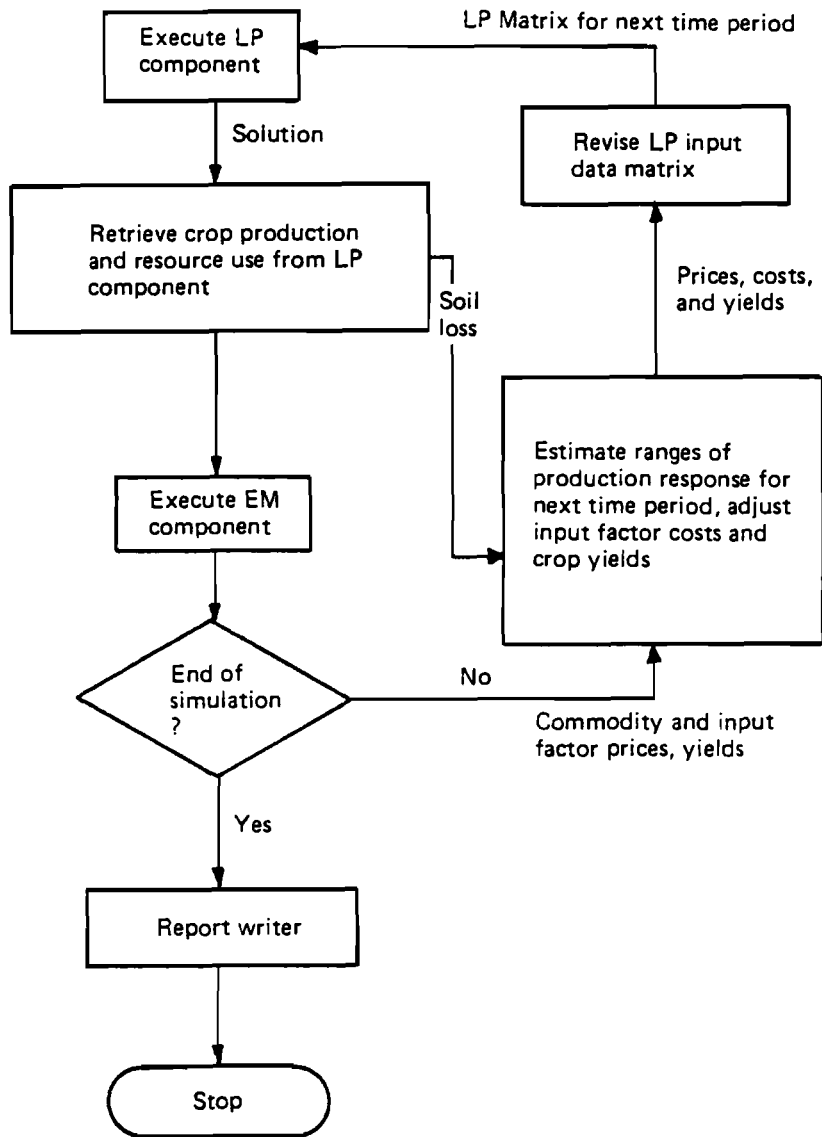 LP Matrix for next time period
Execute LP
component
Solution
Revise LP input
data matrix
Retrieve crop production
and resource use from LP
component
Soil
loss
Prices, costs,
and yields
Estimate ranges of
production response for
next time period, adjust
input factor costs and
crop yields
Execute EM
component
End of
simulation
?
No
Commodity and input
factor prices, yields
Yes
Report writer
Stop